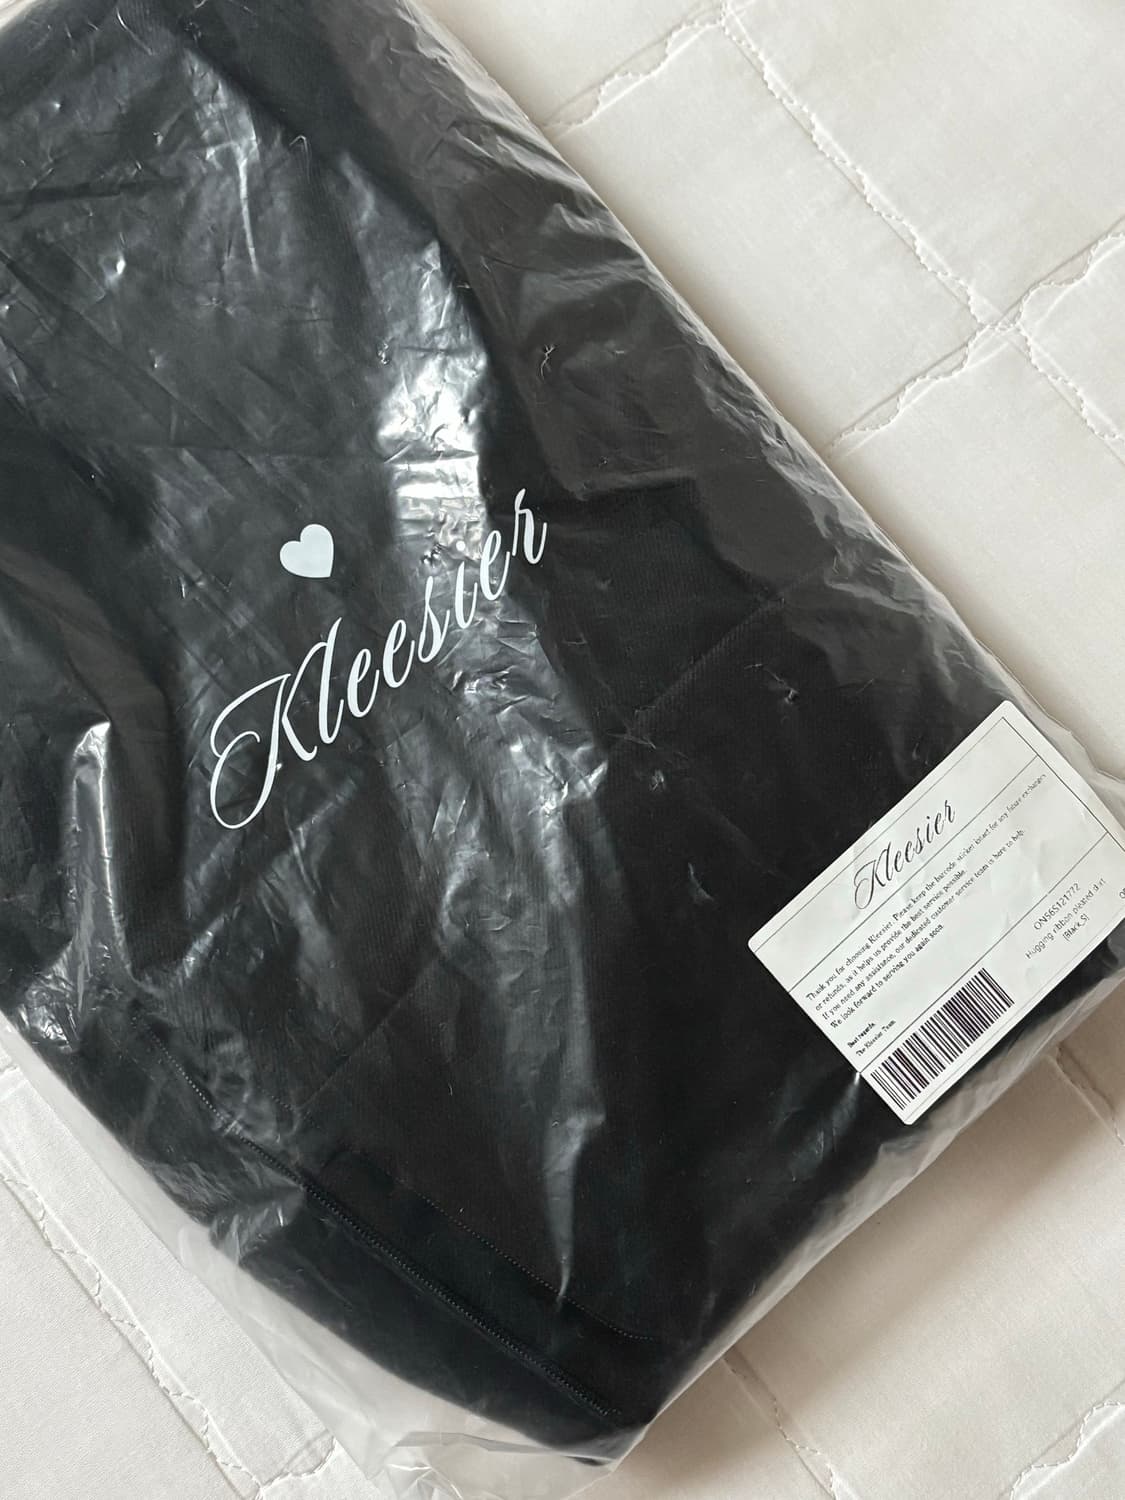 Kleesier
Kleesier
Thank you for choosing Kleesier. Please keep the barcode sticker intact for any future exchanges
or refunds, as it helps us provide the best service possible.
If you need any assistance, our dedicated customer service team is here to help.
We look forward to serving you again soon.
Best regards,
The Kleesier Team
ON565121772
Hugging ribbon pleated skirt
[Black_S]